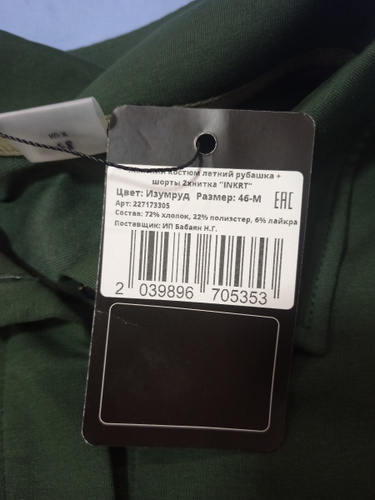 костюм летний рубашка +
шорты 2хнитка "INKRT"
Цвет: Изумруд Размер: 46-M
Арт: 227173305
Состав: 72% хлопок, 22% полиэстер, 6% лайкра
Поставщик: ИП Бабаян Н.Г.
EAC
2 039896 705353